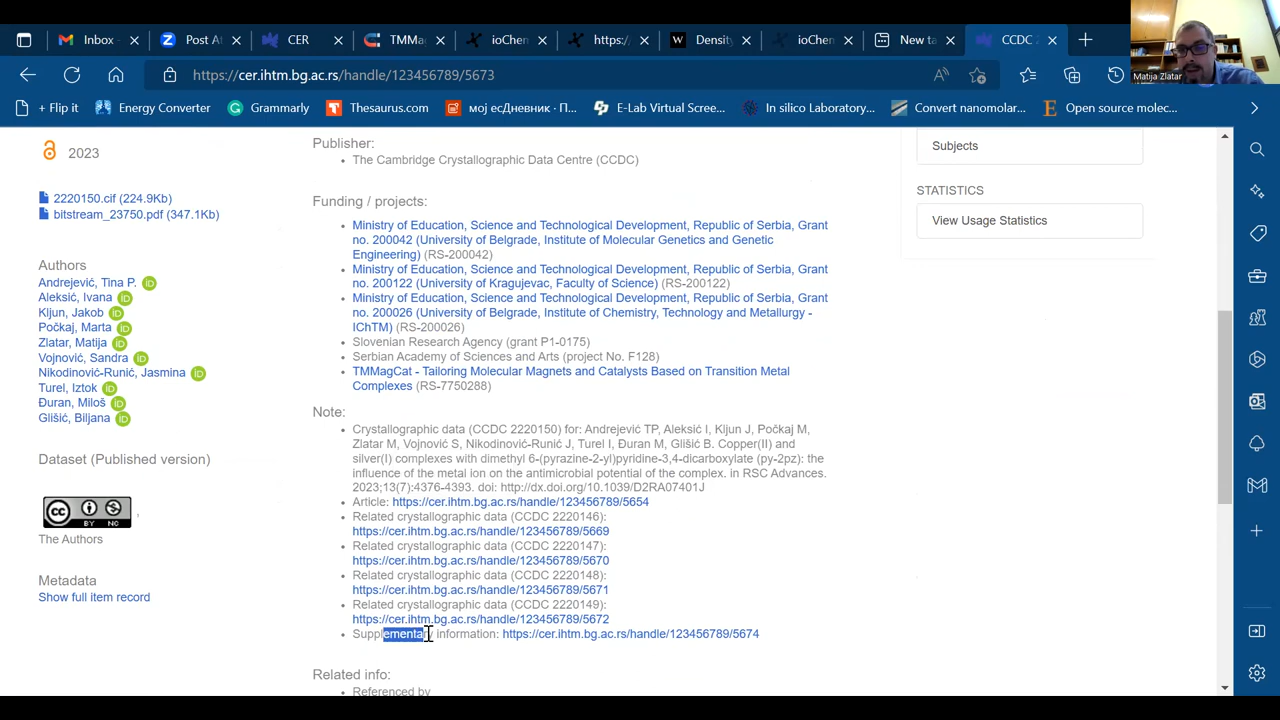 Inbox -
Post At
CER
TMMa
ioChen
https:/
Densit
ioChen
New ta
CCDC
Matija Zlatar
https://cer.ihtm.bg.ac.rs/handle/123456789/5673
+ Flip it
Energy Converter
Grammarly
Thesaurus.com
мој есДневник · П...
E-Lab Virtual Scree...
In silico Laboratory...
Convert nanomolar...
Open source molec...
2023
2220150.cif (224.9Kb)
bitstream_23750.pdf (347.1Kb)
Authors
Andrejević, Tina P.
Aleksić, Ivana
Kljun, Jakob
Počkaj, Marta
Zlatar, Matija
Vojnović, Sandra
Nikodinović-Runić, Jasmina
Turel, Iztok
Đuran, Miloš
Glišić, Biljana
Dataset (Published version)
cc
BY NC
The Authors
Metadata
Show full item record
Publisher:
The Cambridge Crystallographic Data Centre (CCDC)
Funding / projects:
Ministry of Education, Science and Technological Development, Republic of Serbia, Grant
no. 200042 (University of Belgrade, Institute of Molecular Genetics and Genetic
Engineering) (RS-200042)
Ministry of Education, Science and Technological Development, Republic of Serbia, Grant
no. 200122 (University of Kragujevac, Faculty of Science) (RS-200122)
Ministry of Education, Science and Technological Development, Republic of Serbia, Grant
no. 200026 (University of Belgrade, Institute of Chemistry, Technology and Metallurgy -
IChTM) (RS-200026)
Slovenian Research Agency (grant P1-0175)
Serbian Academy of Sciences and Arts (project No. F128)
TMMagCat - Tailoring Molecular Magnets and Catalysts Based on Transition Metal
Complexes (RS-7750288)
Note:
Crystallographic data (CCDC 2220150) for: Andrejević TP, Aleksić I, Kljun J, Počkaj M,
Zlatar M, Vojnović S, Nikodinović-Runić J, Turel I, Đuran M, Glišić B. Copper(II) and
silver(I) complexes with dimethyl 6-(pyrazine-2-yl)pyridine-3,4-dicarboxylate (py-2pz): the
influence of the metal ion on the antimicrobial potential of the complex. in RSC Advances.
2023;13(7):4376-4393. doi: http://dx.doi.org/10.1039/D2RA07401J
Article: https://cer.ihtm.bg.ac.rs/handle/123456789/5654
Related crystallographic data (CCDC 2220146):
https://cer.ihtm.bg.ac.rs/handle/123456789/5669
Related crystallographic data (CCDC 2220147):
https://cer.ihtm.bg.ac.rs/handle/123456789/5670
Related crystallographic data (CCDC 2220148):
https://cer.ihtm.bg.ac.rs/handle/123456789/5671
Related crystallographic data (CCDC 2220149):
https://cer.ihtm.bg.ac.rs/handle/123456789/5672
Supplementary information: https://cer.ihtm.bg.ac.rs/handle/123456789/5674
Related info:
Referenced by
Subjects
STATISTICS
View Usage Statistics